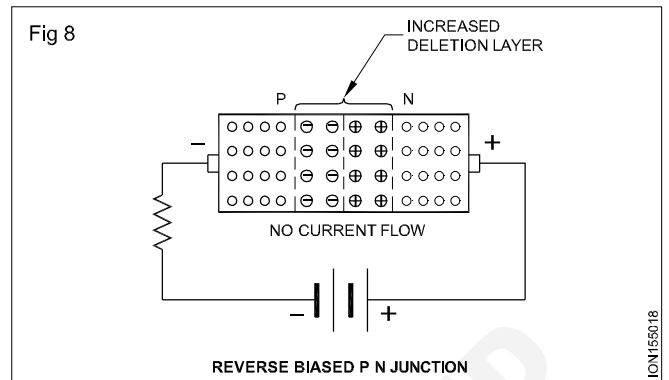 Fig 8
INCREASED
DELETION LAYER
P N
– +
NO CURRENT FLOW
– +
REVERSE BIASED P N JUNCTION
ION155018